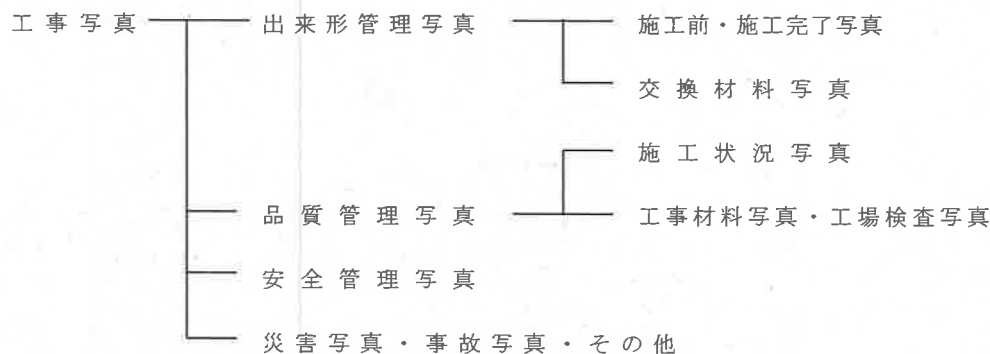 工事写真 出来形管理写真 施工前・施工完了写真
交換材料写真
施工状況写真
品質管理写真 工事材料写真・工場検査写真
安全管理写真
災害写真・事故写真・その他